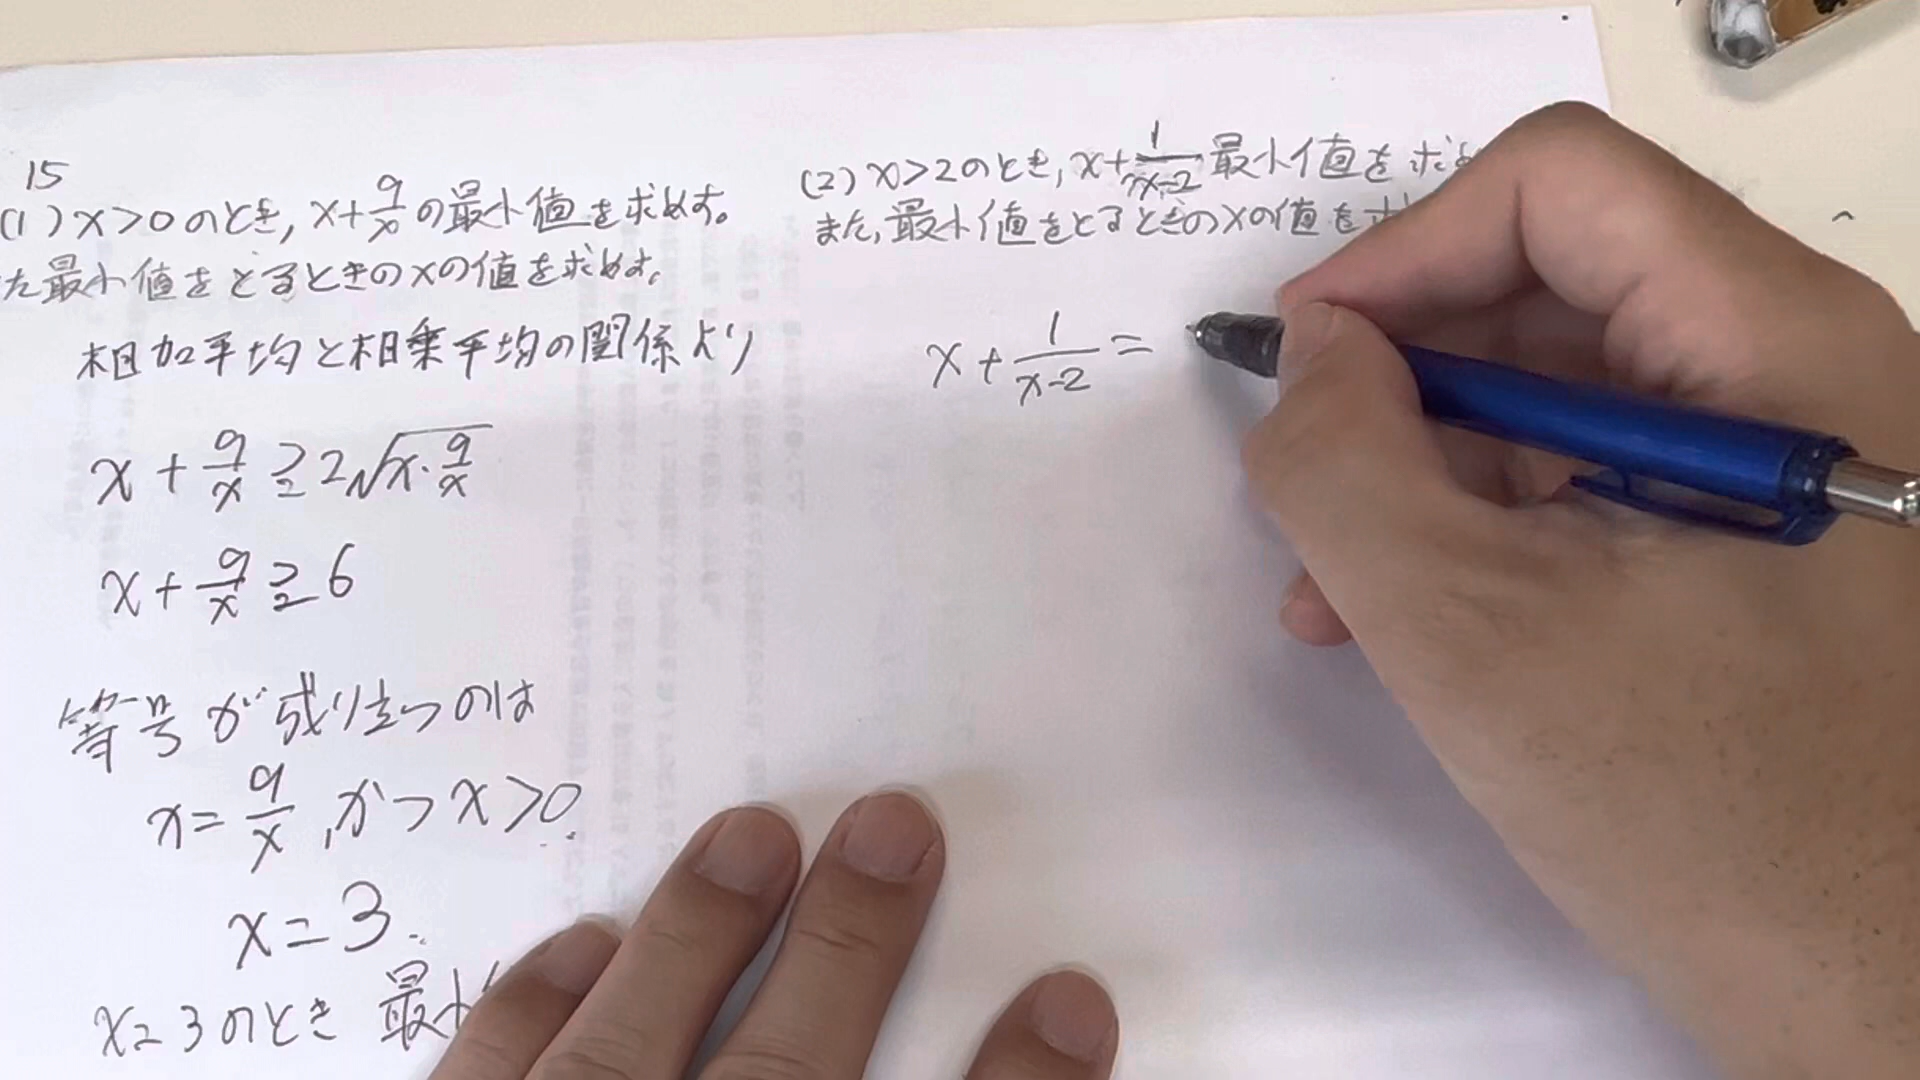 15
(1) x>0のとき, x+9/xの最小値を求めよ。
た最小値をとるときのxの値を求めよ。
相加平均と相乗平均の関係より
x + 9/x ≧ 2√(x・9/x)
x + 9/x ≧ 6
等号が成り立つのは
x = 9/x , かつ x > 0.
x = 3.
x=3のとき 最小
(2) x>2のとき, x+1/(x-2) 最小値を求め
また, 最小値をとるときのxの値を求
x + 1/(x-2) =